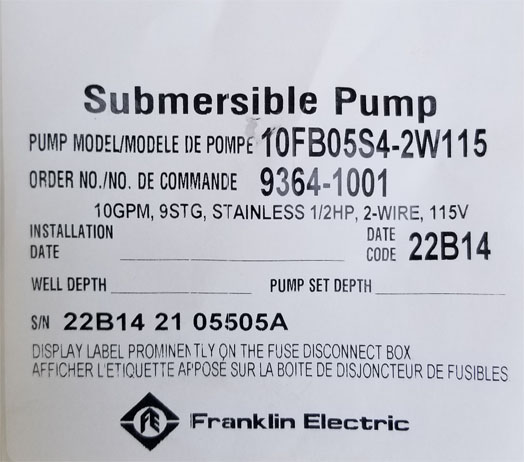 Submersible Pump
PUMP MODEL/MODELE DE POMPE 10FB05S4-2W115
ORDER NO./NO. DE COMMANDE 9364-1001
10GPM, 9STG, STAINLESS 1/2HP, 2-WIRE, 115V
INSTALLATION DATE
DATE CODE 22B14
WELL DEPTH PUMP SET DEPTH
S/N 22B14 21 05505A
DISPLAY LABEL PROMINENTLY ON THE FUSE DISCONNECT BOX
AFFICHER L'ETIQUETTE APPOSÉ SUR LA BOITE DE DISJONCTEUR DE FUSIBLES
FE Franklin Electric